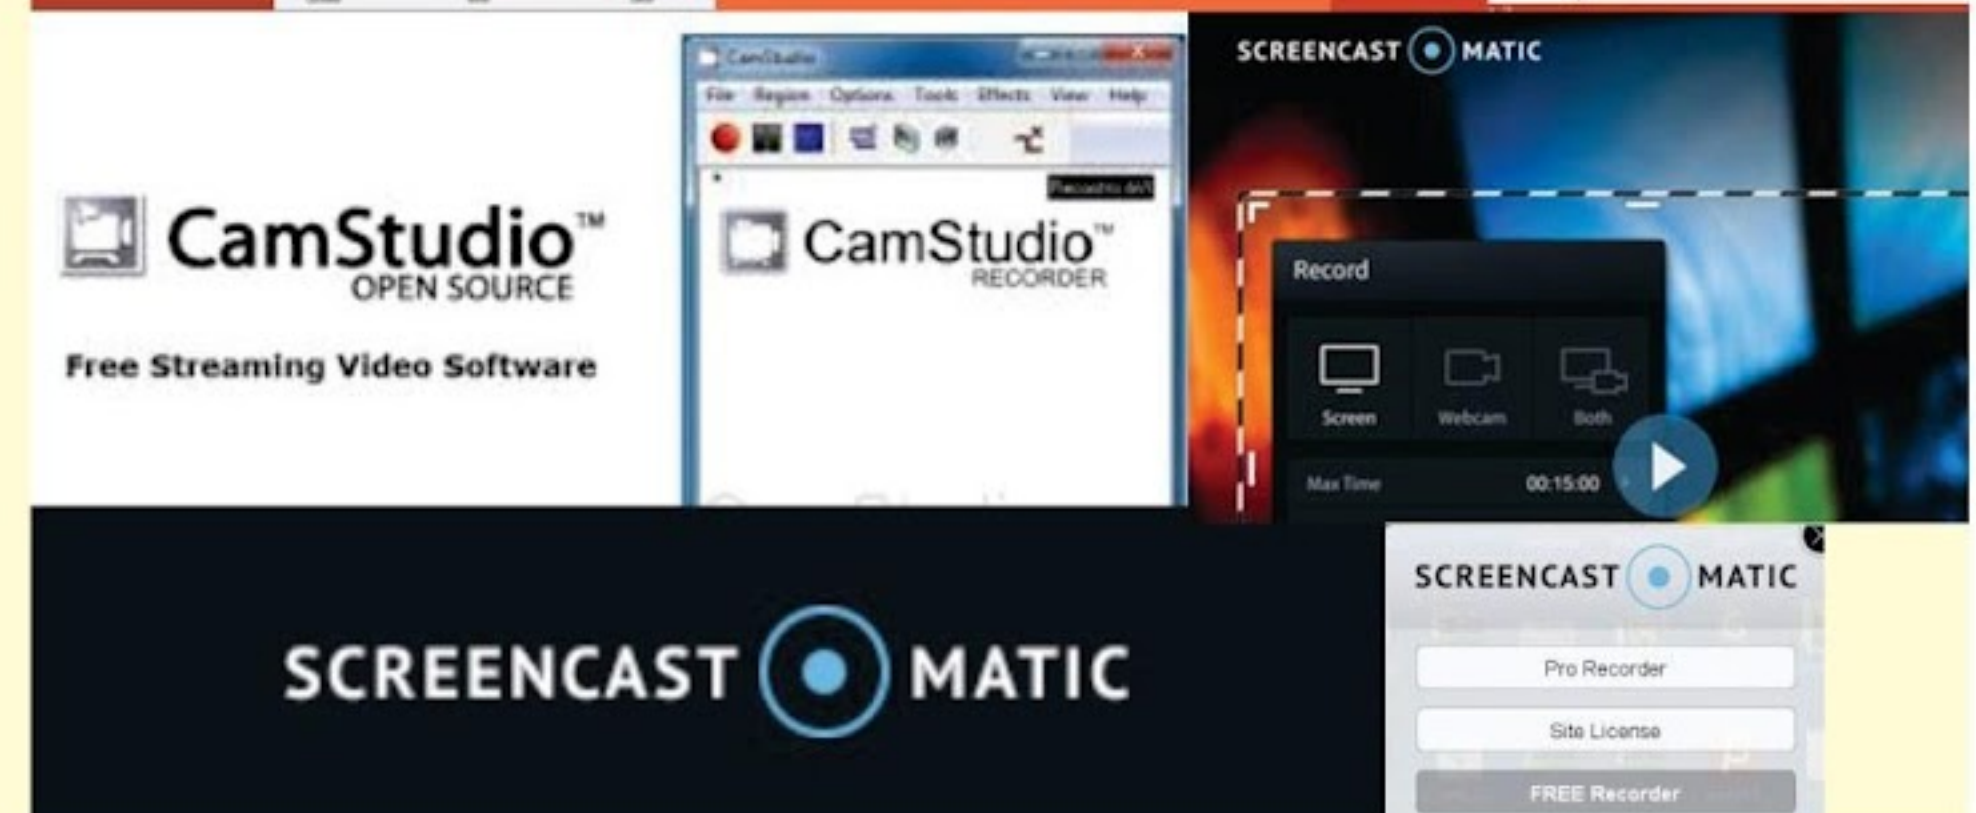 CamStudio™
OPEN SOURCE
Free Streaming Video Software
CamStudio
File Region Options Tools Effects View Help
CamStudio™
RECORDER
SCREENCAST MATIC
Record
Screen Webcam Both
Max Time 00:15:00
SCREENCAST MATIC
SCREENCAST MATIC
Pro Recorder
Site License
FREE Recorder